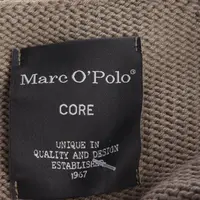 Marc O'Polo®
CORE
UNIQUE IN
QUALITY AND DESIGN
ESTABLISHED
1967